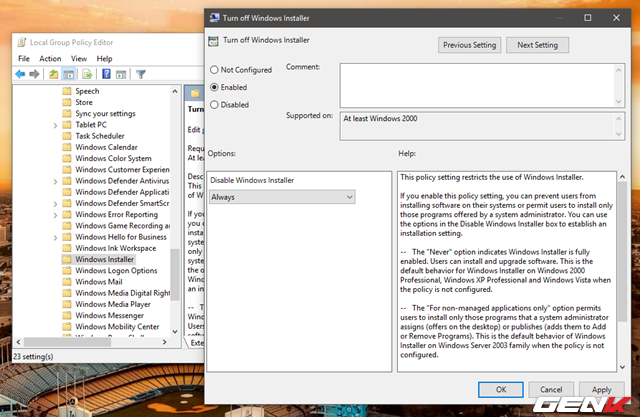 Local Group Policy Editor
File Action View Help
Speech
Store
Sync your settings
Tablet PC
Task Scheduler
Windows Calendar
Windows Color System
Windows Customer Experien
Windows Defender Antivirus
Windows Defender Applicati
Windows Defender SmartScr
Windows Error Reporting
Windows Game Recording an
Windows Hello for Business
Windows Ink Workspace
Windows Installer
Windows Logon Options
Windows Mail
Windows Media Digital Right
Windows Media Player
Windows Messenger
Windows Mobility Center
23 setting(s)
Turn
Edit
Requ
At lea
Desc
This
of W
If you
Exte
Turn off Windows Installer
Turn off Windows Installer
Previous Setting
Next Setting
Not Configured
Enabled
Disabled
Comment:
Supported on:
At least Windows 2000
Options:
Help:
Disable Windows Installer
Always
This policy setting restricts the use of Windows Installer.
If you enable this policy setting, you can prevent users from
installing software on their systems or permit users to install only
those programs offered by a system administrator. You can use
the options in the Disable Windows Installer box to establish an
installation setting.
-- The "Never" option indicates Windows Installer is fully
enabled. Users can install and upgrade software. This is the
default behavior for Windows Installer on Windows 2000
Professional, Windows XP Professional and Windows Vista when
the policy is not configured.
-- The "For non-managed applications only" option permits
users to install only those programs that a system administrator
assigns (offers on the desktop) or publishes (adds them to Add
or Remove Programs). This is the default behavior of Windows
Installer on Windows Server 2003 family when the policy is not
configured.
OK
Cancel
Apply
GENK